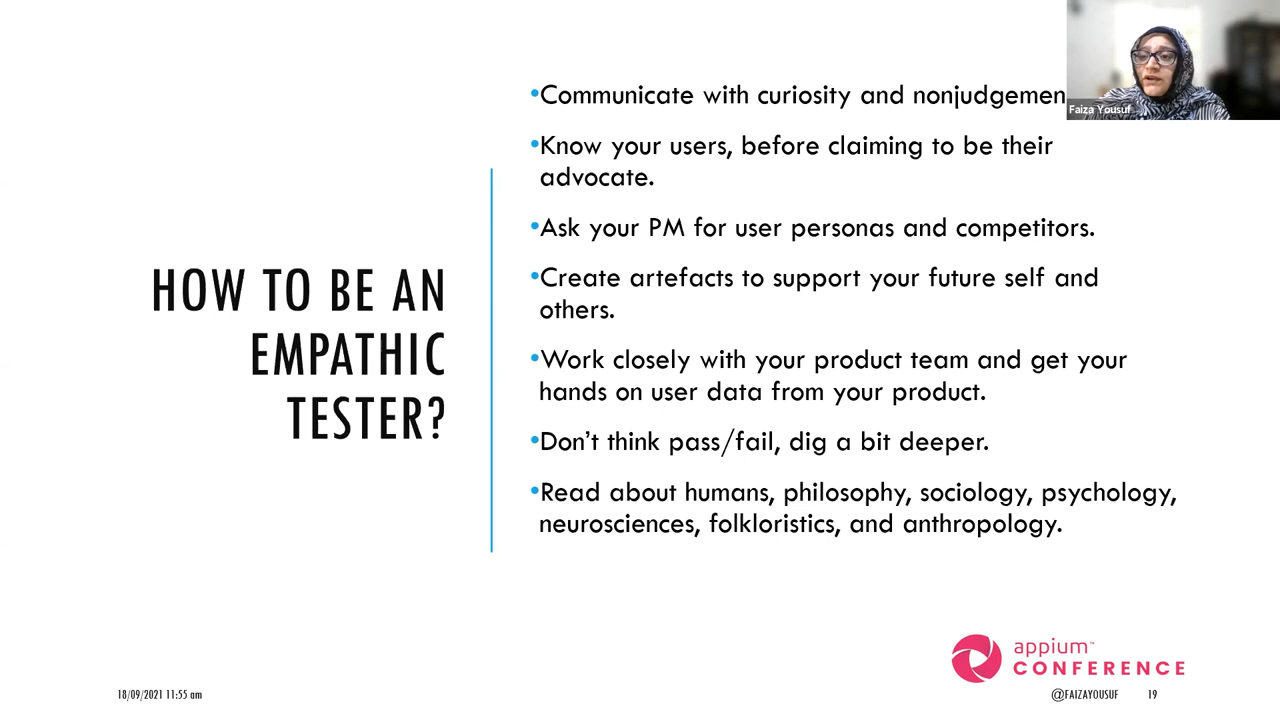 •Communicate with curiosity and nonjudgemen
Faiza Yousuf
•Know your users, before claiming to be their
advocate.
•Ask your PM for user personas and competitors.
•Create artefacts to support your future self and
others.
HOW TO BE AN
EMPATHIC
TESTER?
•Work closely with your product team and get your
hands on user data from your product.
•Don't think pass/fail, dig a bit deeper.
•Read about humans, philosophy, sociology, psychology,
neurosciences, folkloristics, and anthropology.
appium™
CONFERENCE
18/09/2021 11:55 am
@FAIZAYOUSUF
19